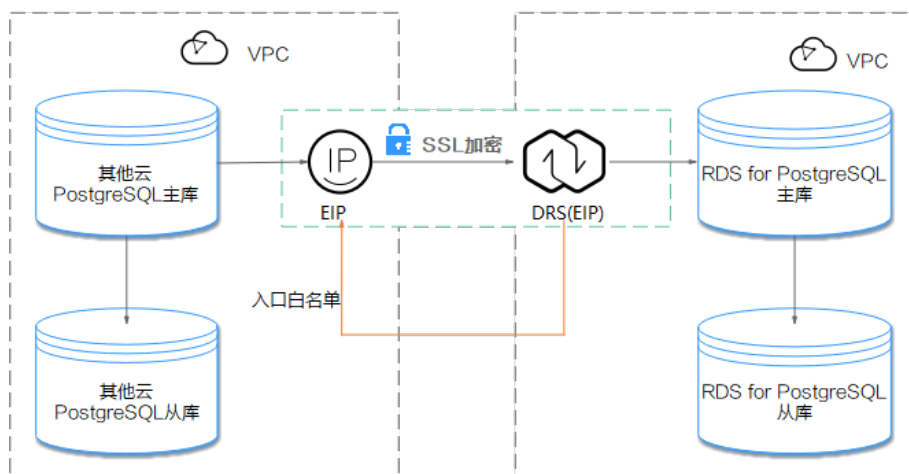 VPC
VPC
其他云
PostgreSQL主库
IP
SSL加密
RDS for PostgreSQL
主库
EIP
DRS(EIP)
入口白名单
其他云
PostgreSQL从库
RDS for PostgreSQL
从库